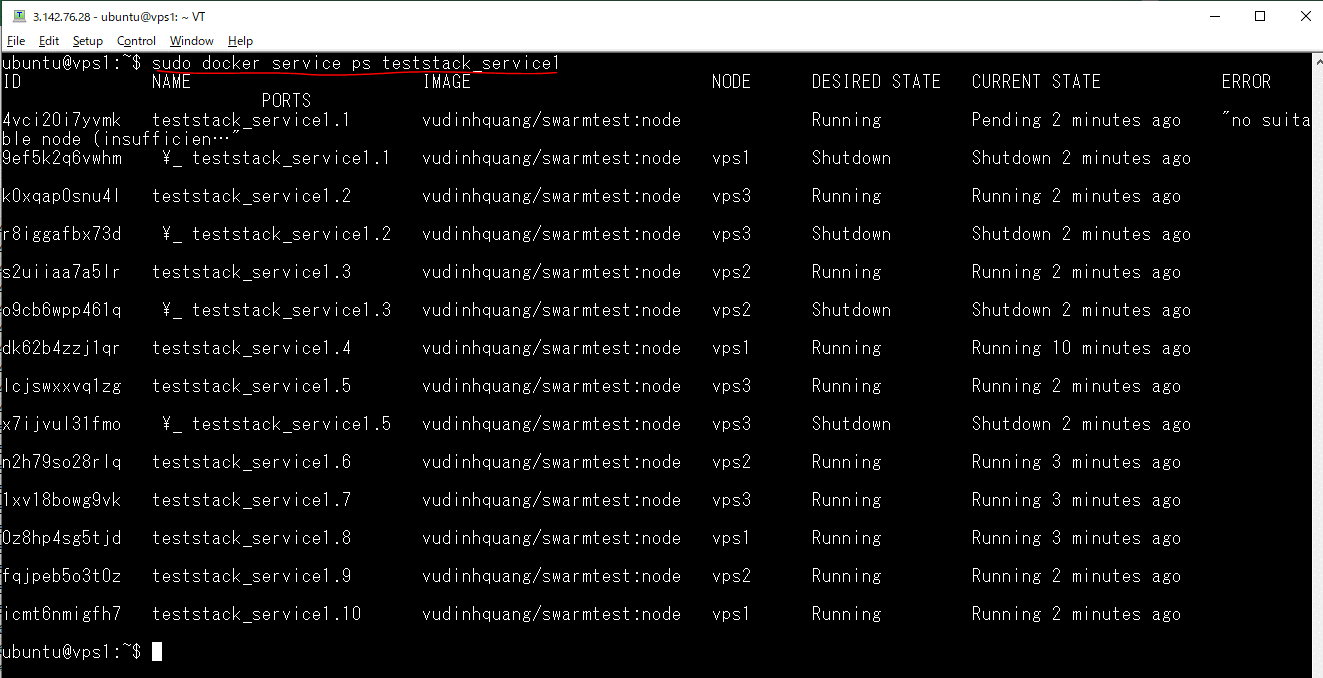 3.142.76.28 - ubuntu@vps1: ~ VT
File Edit Setup Control Window Help
ubuntu@vps1:~$ sudo docker service ps teststack_service1
ID NAME IMAGE NODE DESIRED STATE CURRENT STATE ERROR
PORTS
4vci20i7yvmk teststack_service1.1 vudinhquang/swarmtest:node Running Pending 2 minutes ago "no suita
ble node (insufficien…"
9ef5k2q6vwhm ¥_ teststack_service1.1 vudinhquang/swarmtest:node vps1 Shutdown Shutdown 2 minutes ago
k0xqap0snu4l teststack_service1.2 vudinhquang/swarmtest:node vps3 Running Running 2 minutes ago
r8iggafbx73d ¥_ teststack_service1.2 vudinhquang/swarmtest:node vps3 Shutdown Shutdown 2 minutes ago
s2uiiaa7a5lr teststack_service1.3 vudinhquang/swarmtest:node vps2 Running Running 2 minutes ago
o9cb6wpp461q ¥_ teststack_service1.3 vudinhquang/swarmtest:node vps2 Shutdown Shutdown 2 minutes ago
dk62b4zzj1qr teststack_service1.4 vudinhquang/swarmtest:node vps1 Running Running 10 minutes ago
lcjswxxvq1zg teststack_service1.5 vudinhquang/swarmtest:node vps3 Running Running 2 minutes ago
x7ijvul31fmo ¥_ teststack_service1.5 vudinhquang/swarmtest:node vps3 Shutdown Shutdown 2 minutes ago
n2h79so28rlq teststack_service1.6 vudinhquang/swarmtest:node vps2 Running Running 3 minutes ago
1xv18bowg9vk teststack_service1.7 vudinhquang/swarmtest:node vps3 Running Running 3 minutes ago
0z8hp4sg5tjd teststack_service1.8 vudinhquang/swarmtest:node vps1 Running Running 3 minutes ago
fqjpeb5o3t0z teststack_service1.9 vudinhquang/swarmtest:node vps2 Running Running 2 minutes ago
icmt6nmigfh7 teststack_service1.10 vudinhquang/swarmtest:node vps1 Running Running 2 minutes ago
ubuntu@vps1:~$